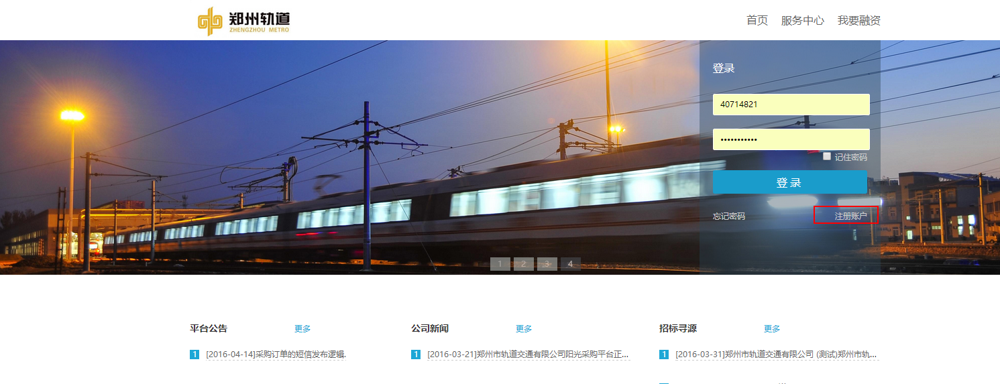 郑州轨道
ZHENGZHOU METRO
首页 服务中心 我要融资
登录
40714821
•••••••••••
记住密码
登 录
忘记密码 注册账户
1 2 3 4
平台公告 更多
1 [2016-04-14]采购订单的短信发布逻辑.
公司新闻 更多
1 [2016-03-21]郑州市轨道交通有限公司阳光采购平台正...
招标寻源 更多
1 [2016-03-31]郑州市轨道交通有限公司 (测试)郑州市轨...